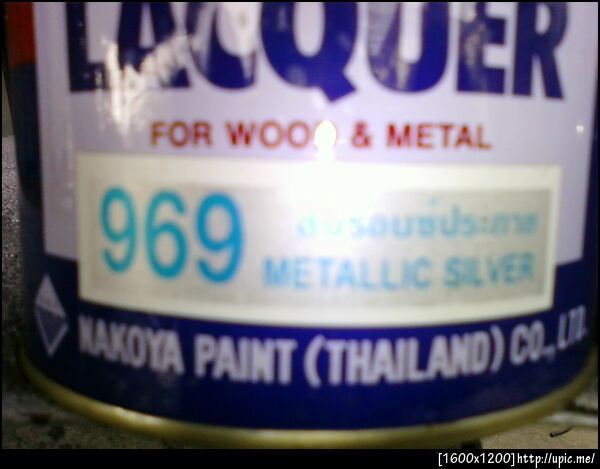 LACQUER
FOR WOOD & METAL
969
METALLIC SILVER
NAKOYA PAINT (THAILAND) CO., LTD.
[1600x1200]http://upic.me/